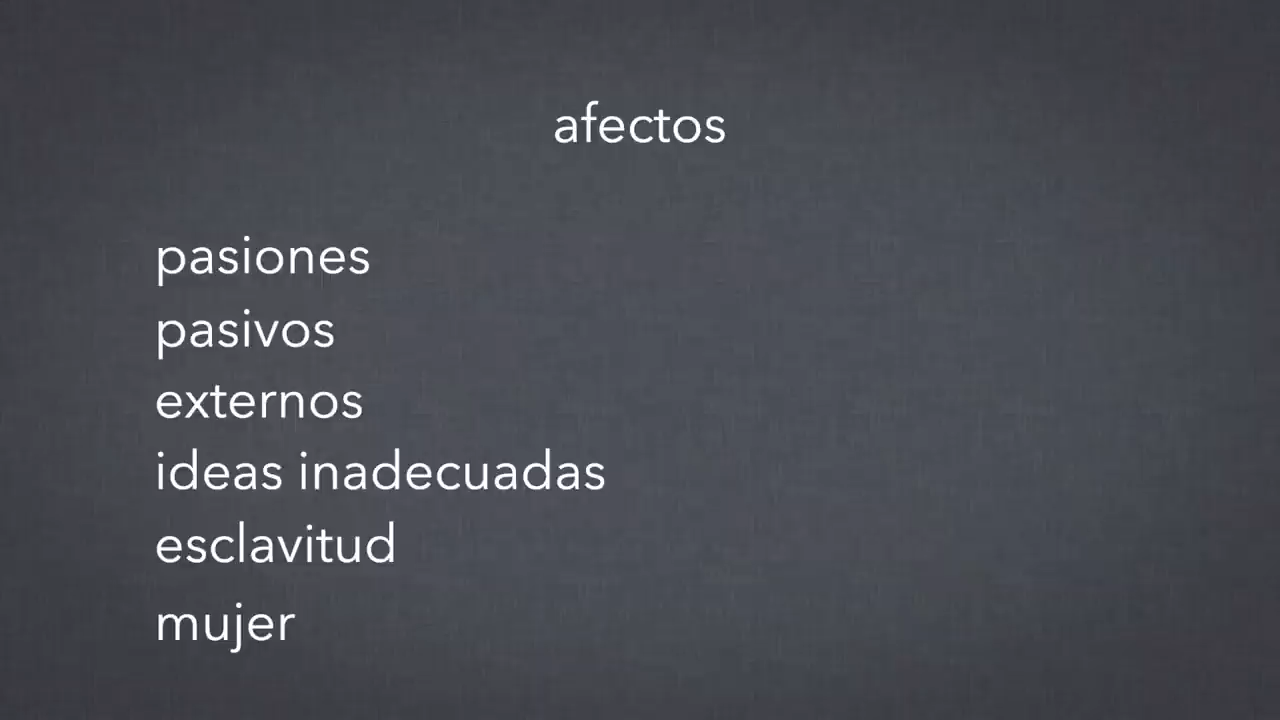 afectos
pasiones
pasivos
externos
ideas inadecuadas
esclavitud
mujer